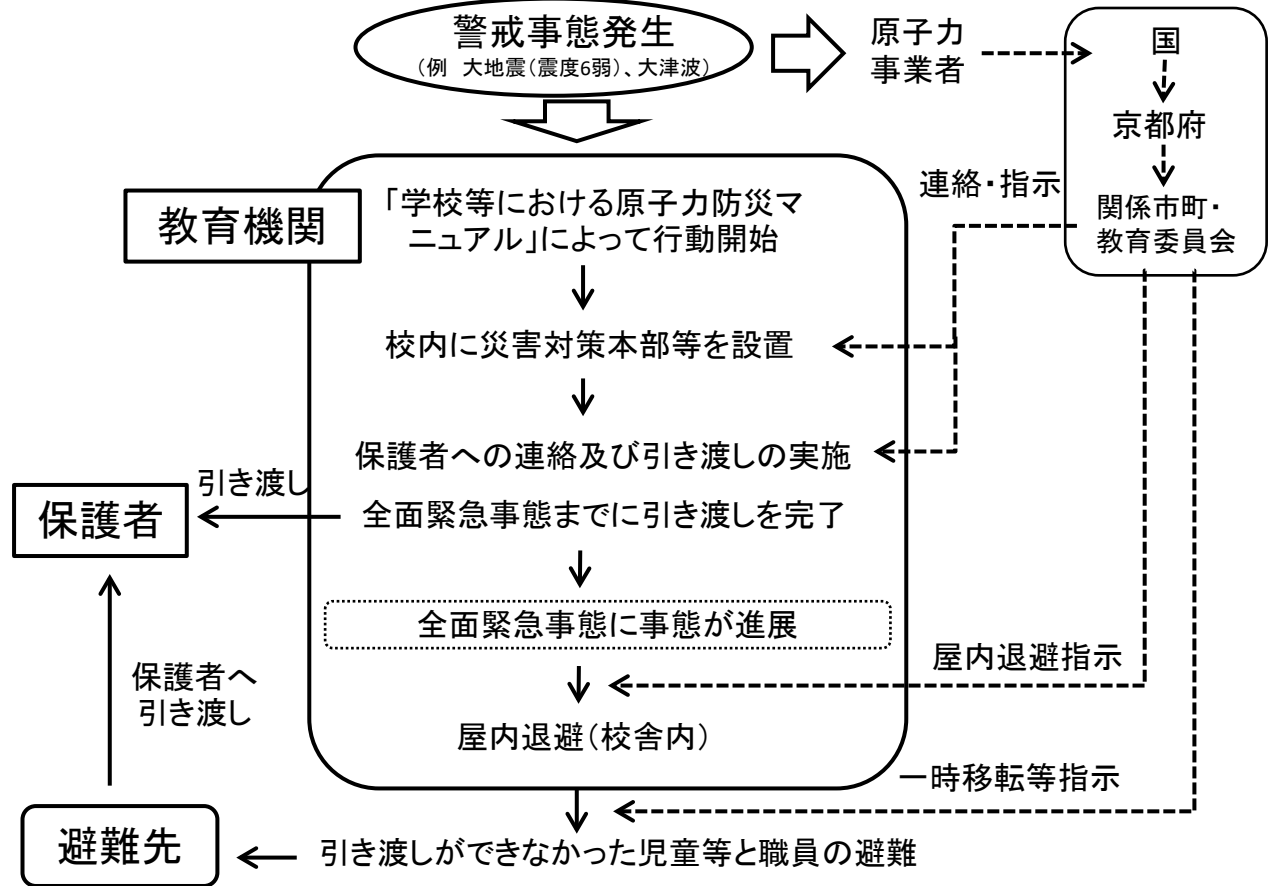 警戒事態発生
（例　大地震（震度6弱）、大津波）
原子力
事業者
国
京都府
関係市町・
教育委員会
連絡・指示
教育機関
「学校等における原子力防災マ
ニュアル」によって行動開始
校内に災害対策本部等を設置
保護者への連絡及び引き渡しの実施
引き渡し
保護者
全面緊急事態までに引き渡しを完了
全面緊急事態に事態が進展
屋内退避指示
保護者へ
引き渡し
屋内退避（校舎内）
一時移転等指示
避難先
引き渡しができなかった児童等と職員の避難